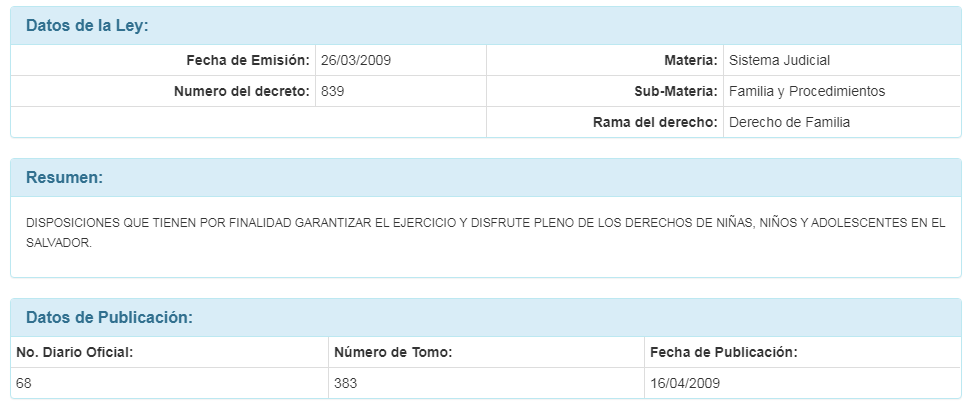 Datos de la Ley:
Fecha de Emisión: 26/03/2009 Materia: Sistema Judicial
Numero del decreto: 839 Sub-Materia: Familia y Procedimientos
Rama del derecho: Derecho de Familia
Resumen:
DISPOSICIONES QUE TIENEN POR FINALIDAD GARANTIZAR EL EJERCICIO Y DISFRUTE PLENO DE LOS DERECHOS DE NIÑAS, NIÑOS Y ADOLESCENTES EN EL
SALVADOR.
Datos de Publicación:
No. Diario Oficial: Número de Tomo: Fecha de Publicación:
68 383 16/04/2009